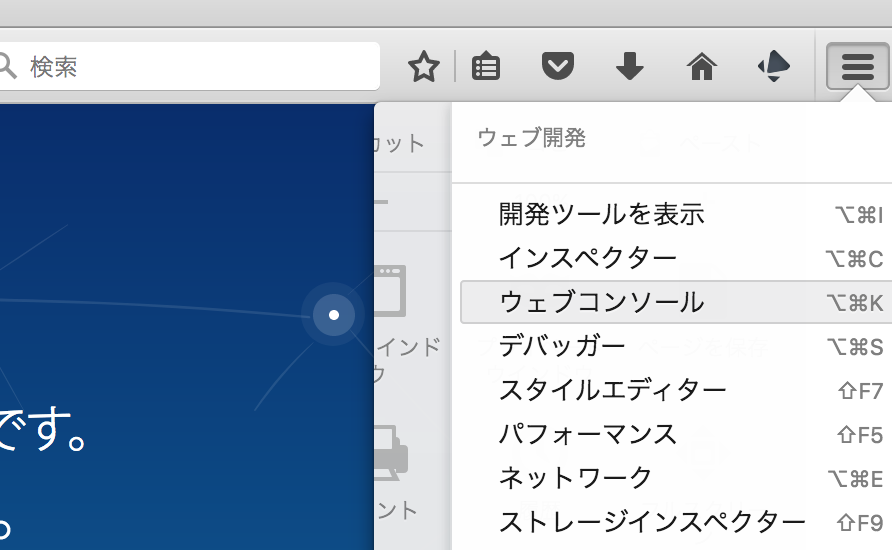 検索
カット
ウェブ開発
開発ツールを表示 ⌥⌘I
インスペクター ⌥⌘C
ウェブコンソール ⌥⌘K
デバッガー ⌥⌘S
スタイルエディター ⇧F7
パフォーマンス ⇧F5
ネットワーク ⌥⌘E
ストレージインスペクター ⇧F9
インド
ウ
ント
です。
。